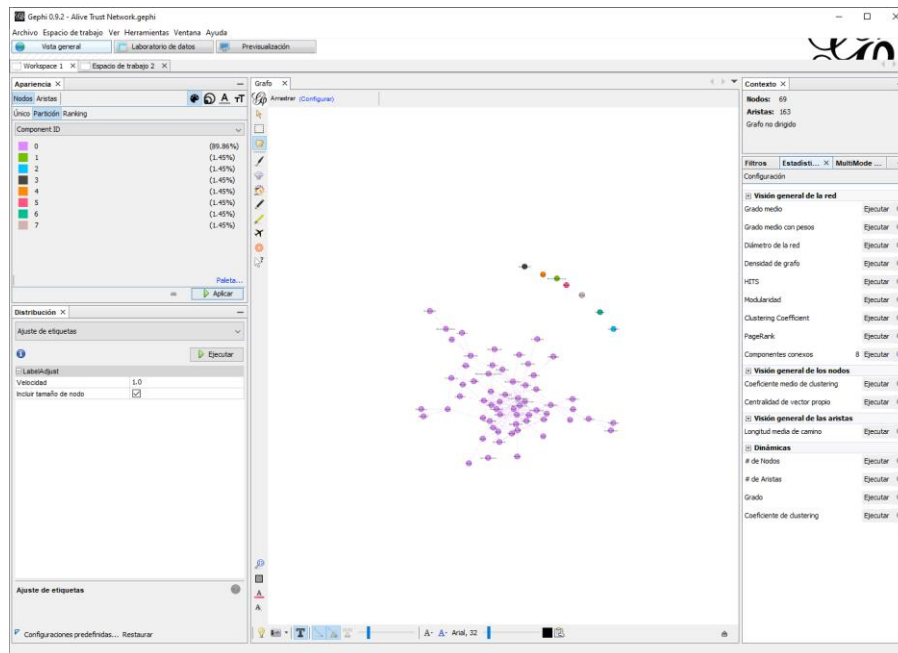 Gephi 0.9.2 - Alive Trust Network.gephi
Archivo Espacio de trabajo Ver Herramientas Ventana Ayuda
Vista general Laboratorio de datos Previsualización
Workspace 1 Espacio de trabajo 2
Apariencia
Nodos Aristas
Único Partición Ranking
Component ID
0 (89.86%)
1 (1.45%)
2 (1.45%)
3 (1.45%)
4 (1.45%)
5 (1.45%)
6 (1.45%)
7 (1.45%)
Paleta...
Aplicar
Distribución
Ajuste de etiquetas
Ejecutar
LabelAdjust
Velocidad 1.0
Incluir tamaño de nodo
Ajuste de etiquetas
Configuraciones predefinidas... Restaurar
Grafo
Arrastrar (Configurar)
T A- A- Arial, 32
Contexto
Nodos: 69
Aristas: 163
Grafo no dirigido
Filtros Estadísti... MultiMode ...
Configuración
Visión general de la red
Grado medio Ejecutar
Grado medio con pesos Ejecutar
Diámetro de la red Ejecutar
Densidad de grafo Ejecutar
HITS Ejecutar
Modularidad Ejecutar
Clustering Coefficient Ejecutar
PageRank Ejecutar
Componentes conexos 8 Ejecutar
Visión general de los nodos
Coeficiente medio de clustering Ejecutar
Centralidad de vector propio Ejecutar
Visión general de las aristas
Longitud media de camino Ejecutar
Dinámicas
# de Nodos Ejecutar
# de Aristas Ejecutar
Grado Ejecutar
Coeficiente de clustering Ejecutar